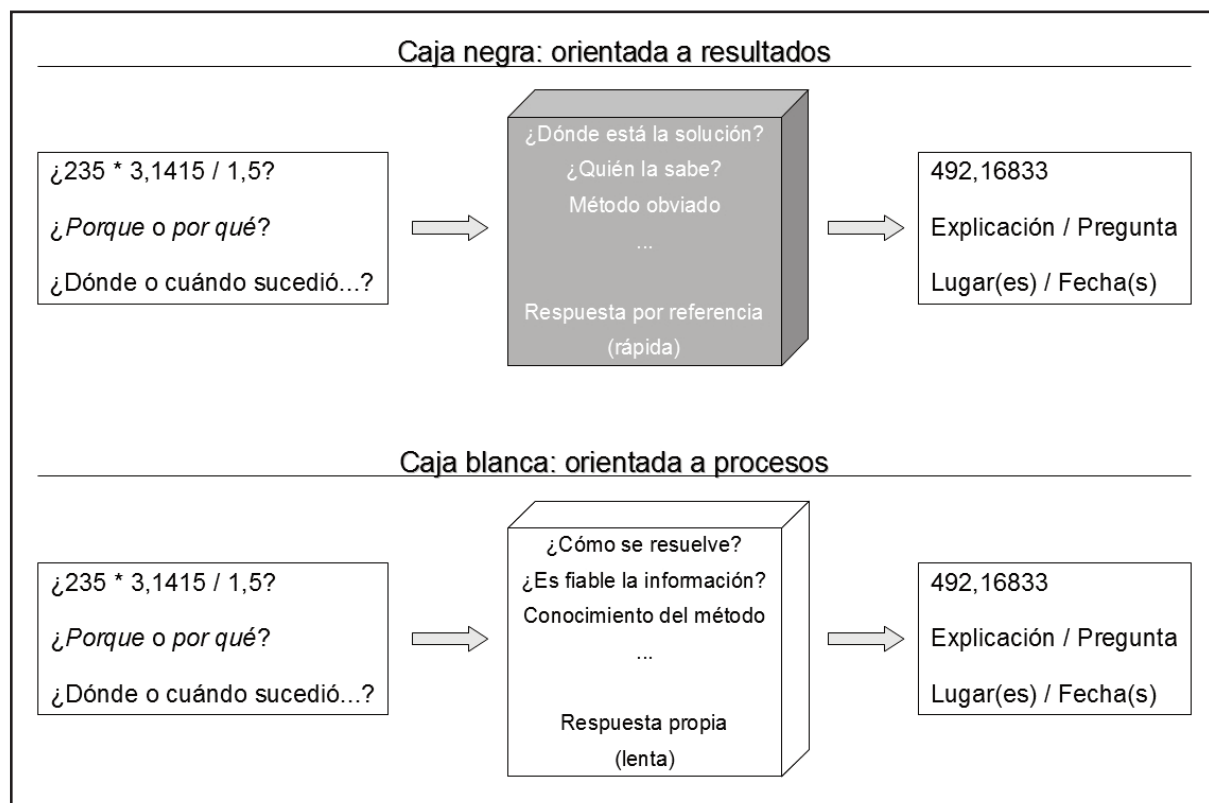 Caja negra: orientada a resultados
¿235 * 3,1415 / 1,5?
¿Porque o por qué?
¿Dónde o cuándo sucedió...?
¿Dónde está la solución?
¿Quién la sabe?
Método obviado
...
Respuesta por referencia
(rápida)
492,16833
Explicación / Pregunta
Lugar(es) / Fecha(s)
Caja blanca: orientada a procesos
¿235 * 3,1415 / 1,5?
¿Porque o por qué?
¿Dónde o cuándo sucedió...?
¿Cómo se resuelve?
¿Es fiable la información?
Conocimiento del método
...
Respuesta propia
(lenta)
492,16833
Explicación / Pregunta
Lugar(es) / Fecha(s)